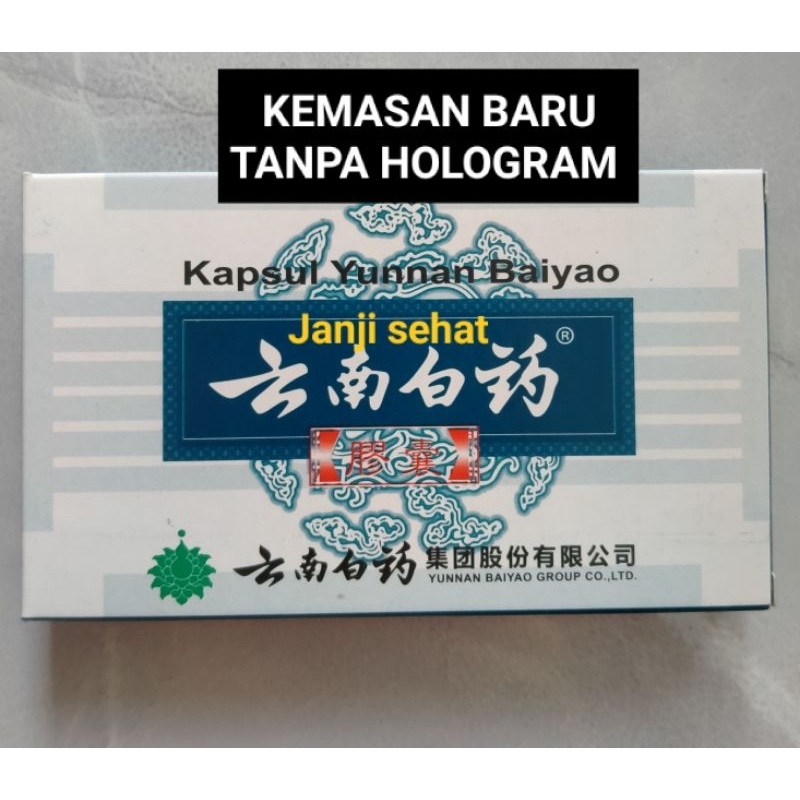 KEMASAN BARU
TANPA HOLOGRAM
Kapsul Yunnan Baiyao
Janji sehat
云南白药®
胶囊
云南白药集团股份有限公司
YUNNAN BAIYAO GROUP CO.,LTD.